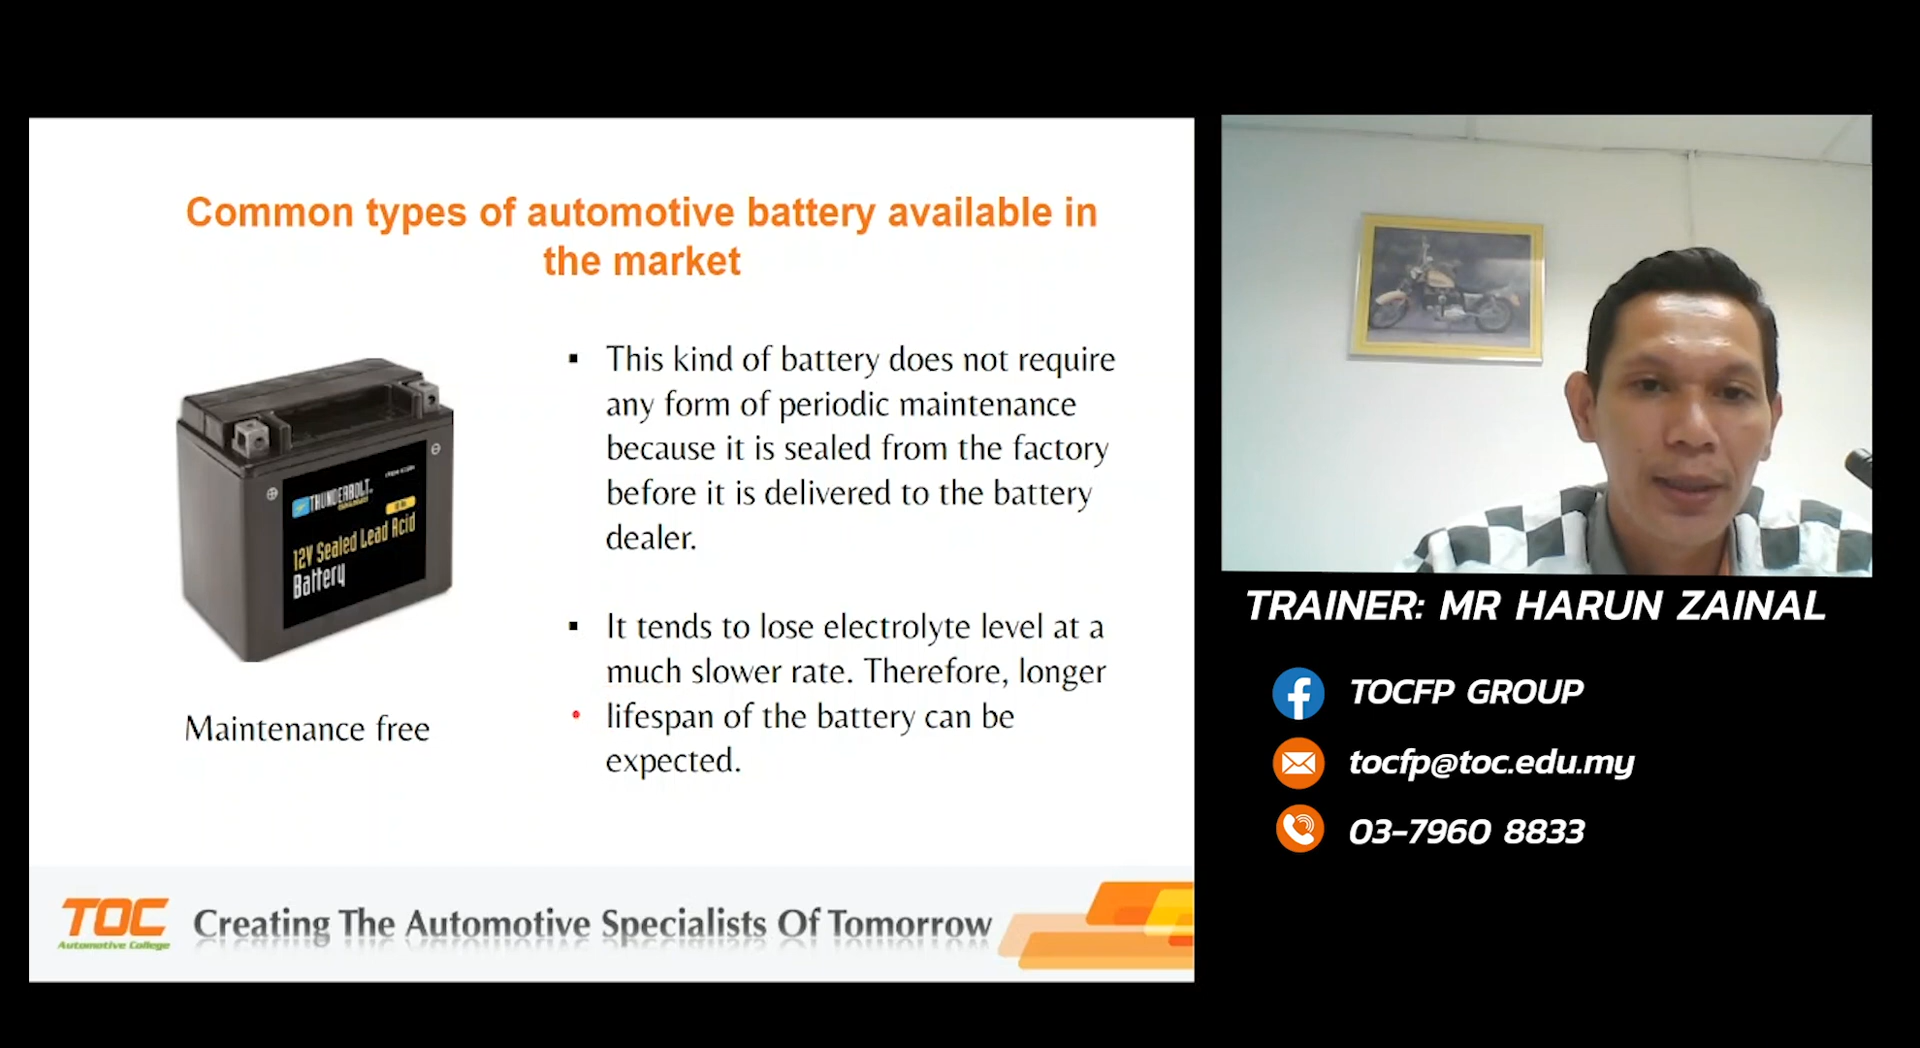 Common types of automotive battery available in
the market
▪ This kind of battery does not require
any form of periodic maintenance
because it is sealed from the factory
before it is delivered to the battery
dealer.
▪ It tends to lose electrolyte level at a
much slower rate. Therefore, longer
• lifespan of the battery can be
expected.
THUNDERBOLT
12V Sealed Lead Acid
Battery
Maintenance free
TOC
Automotive College
Creating The Automotive Specialists Of Tomorrow
TRAINER: MR HARUN ZAINAL
TOCFP GROUP
tocfp@toc.edu.my
03-7960 8833